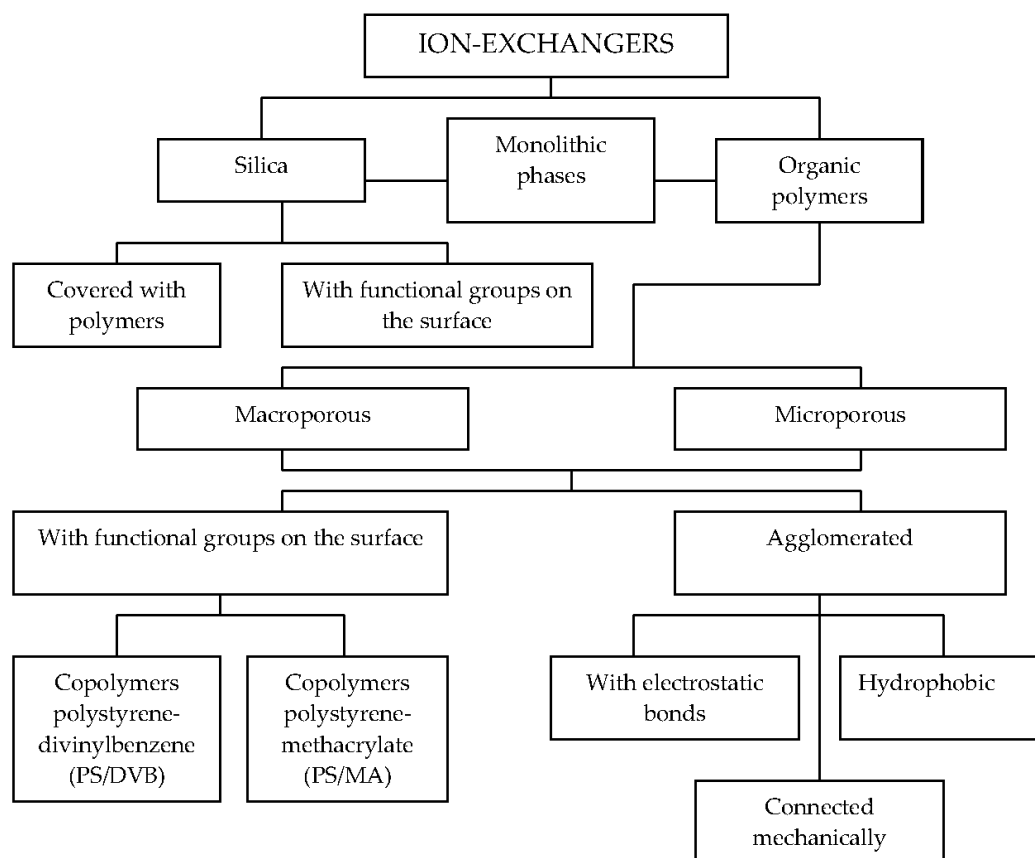 ION-EXCHANGERS
Silica
Monolithic
phases
Organic
polymers
Covered with
polymers
With functional groups on
the surface
Macroporous
Microporous
With functional groups on the surface
Agglomerated
Copolymers
polystyrene-
divinylbenzene
(PS/DVB)
Copolymers
polystyrene-
methacrylate
(PS/MA)
With electrostatic
bonds
Hydrophobic
Connected
mechanically